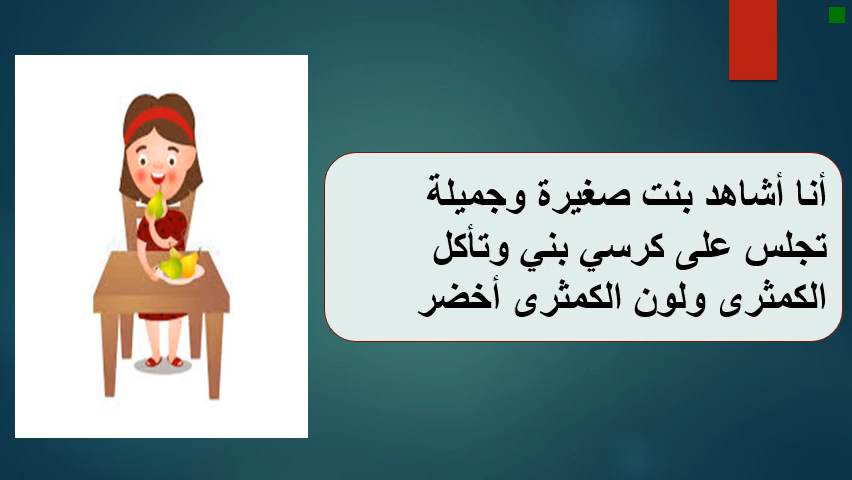 أنا أشاهد بنت صغيرة وجميلة
تجلس على كرسي بني وتأكل
الكمثرى ولون الكمثرى أخضر